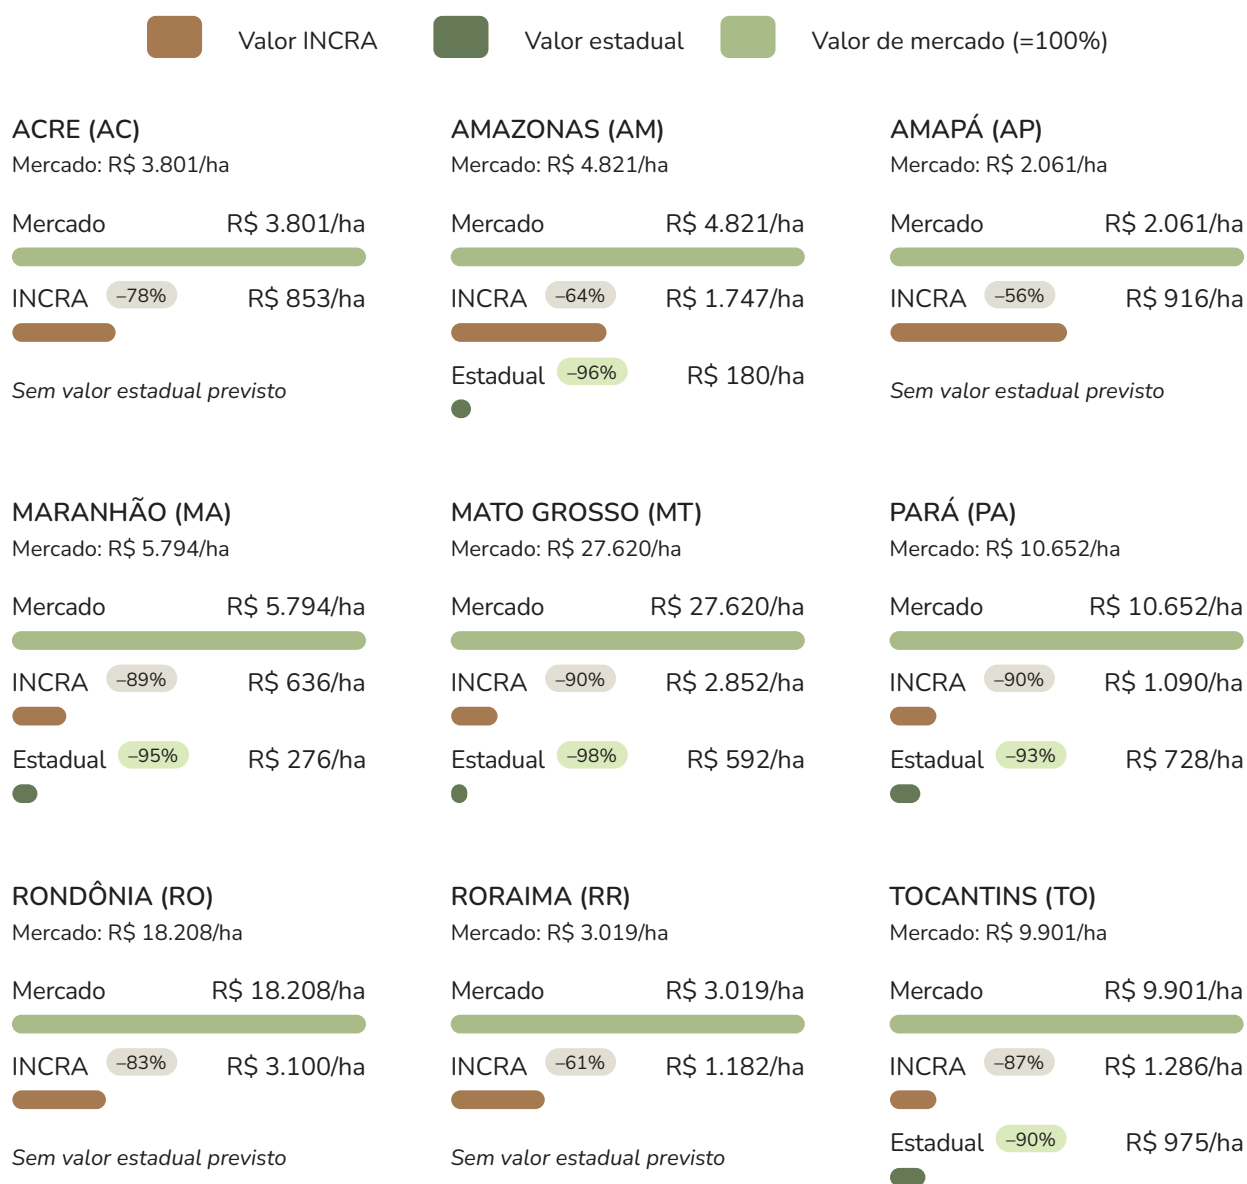 Valor INCRA
Valor estadual
Valor de mercado (=100%)
ACRE (AC)
Mercado: R$ 3.801/ha
Mercado R$ 3.801/ha
INCRA –78% R$ 853/ha
Sem valor estadual previsto
AMAZONAS (AM)
Mercado: R$ 4.821/ha
Mercado R$ 4.821/ha
INCRA –64% R$ 1.747/ha
Estadual –96% R$ 180/ha
AMAPÁ (AP)
Mercado: R$ 2.061/ha
Mercado R$ 2.061/ha
INCRA –56% R$ 916/ha
Sem valor estadual previsto
MARANHÃO (MA)
Mercado: R$ 5.794/ha
Mercado R$ 5.794/ha
INCRA –89% R$ 636/ha
Estadual –95% R$ 276/ha
MATO GROSSO (MT)
Mercado: R$ 27.620/ha
Mercado R$ 27.620/ha
INCRA –90% R$ 2.852/ha
Estadual –98% R$ 592/ha
PARÁ (PA)
Mercado: R$ 10.652/ha
Mercado R$ 10.652/ha
INCRA –90% R$ 1.090/ha
Estadual –93% R$ 728/ha
RONDÔNIA (RO)
Mercado: R$ 18.208/ha
Mercado R$ 18.208/ha
INCRA –83% R$ 3.100/ha
Sem valor estadual previsto
RORAIMA (RR)
Mercado: R$ 3.019/ha
Mercado R$ 3.019/ha
INCRA –61% R$ 1.182/ha
Sem valor estadual previsto
TOCANTINS (TO)
Mercado: R$ 9.901/ha
Mercado R$ 9.901/ha
INCRA –87% R$ 1.286/ha
Estadual –90% R$ 975/ha